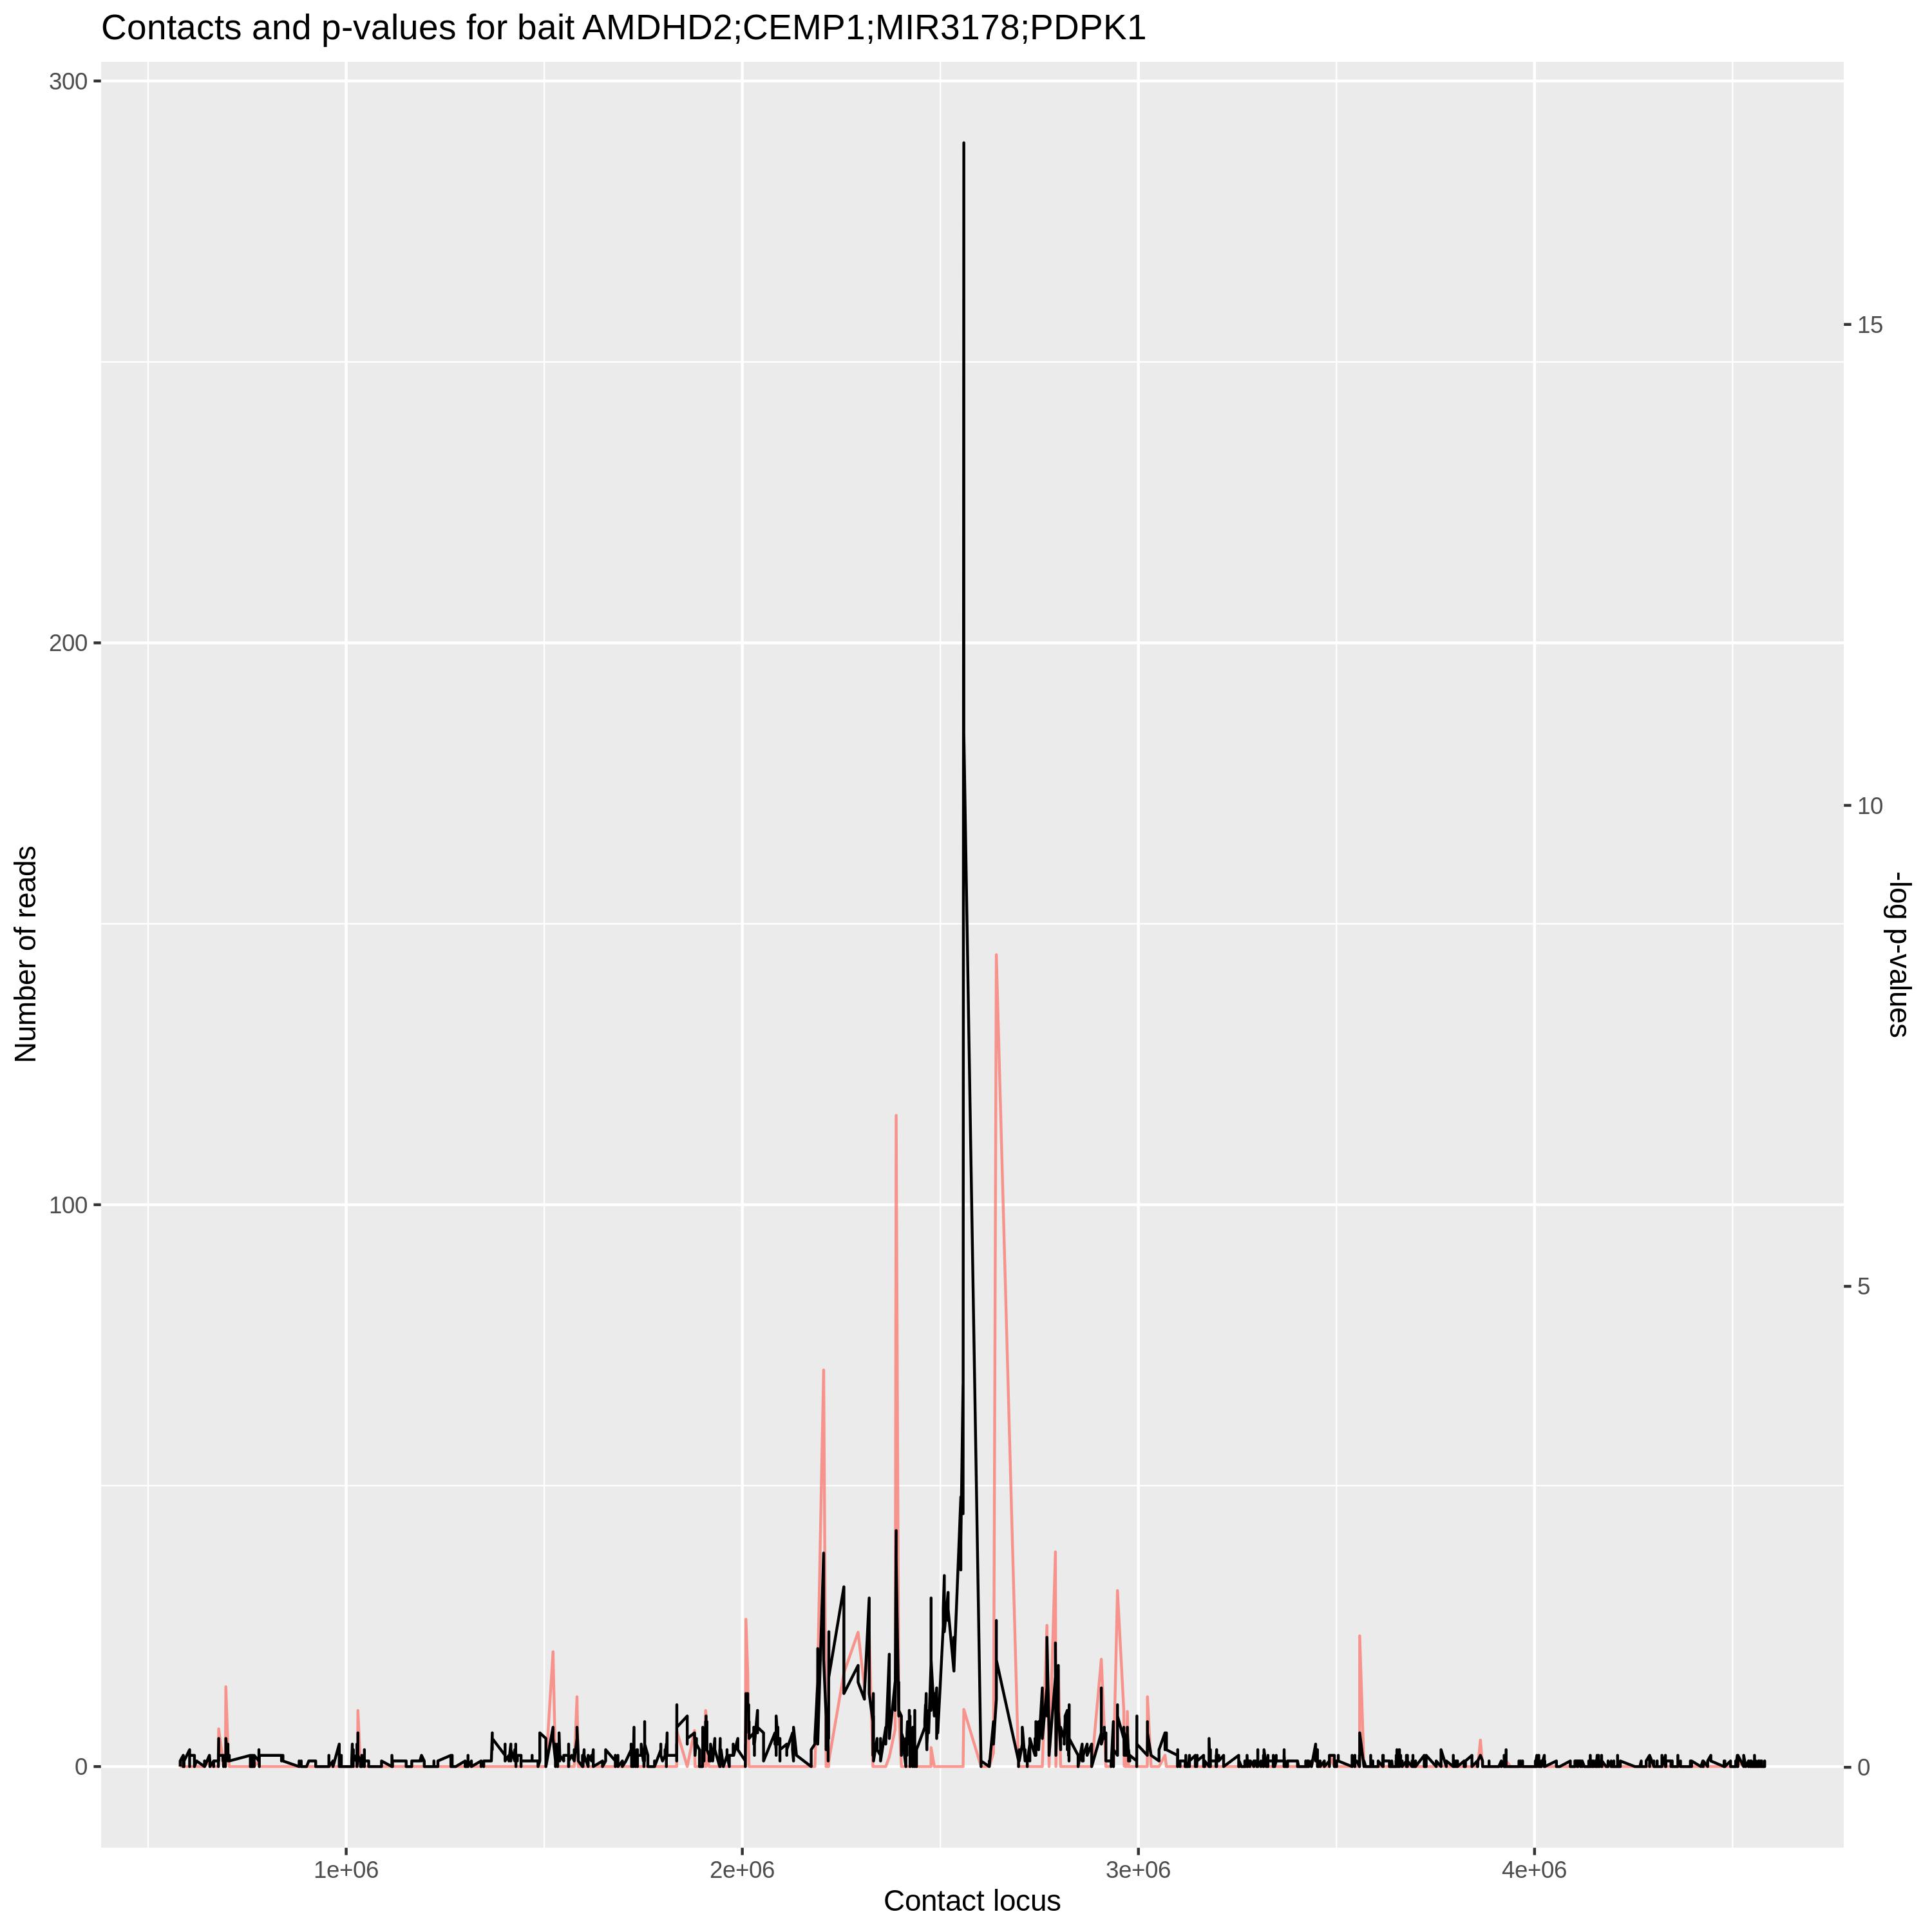 Contacts and p-values for bait AMDHD2;CEMP1;MIR3178;PDPK1
300
200
100
0
Number of reads
15
10
5
0
-log p-values
1e+06
2e+06
3e+06
4e+06
Contact locus